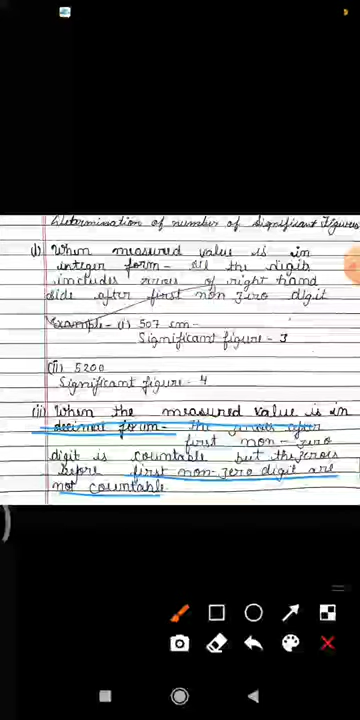 Determination of number of Significant Figures
(i) When measured value is in
integer form - all the digits
includes zeroes of right hand
side after first non zero digit
Example - (i) 507 cm -
Significant figure - 3
(ii) 5200
Significant figure - 4
(ii) When the measured value is in
decimal form - The zeroes after
first non-zero
digit is countable but the zeros
before first non-zero digit are
not countable